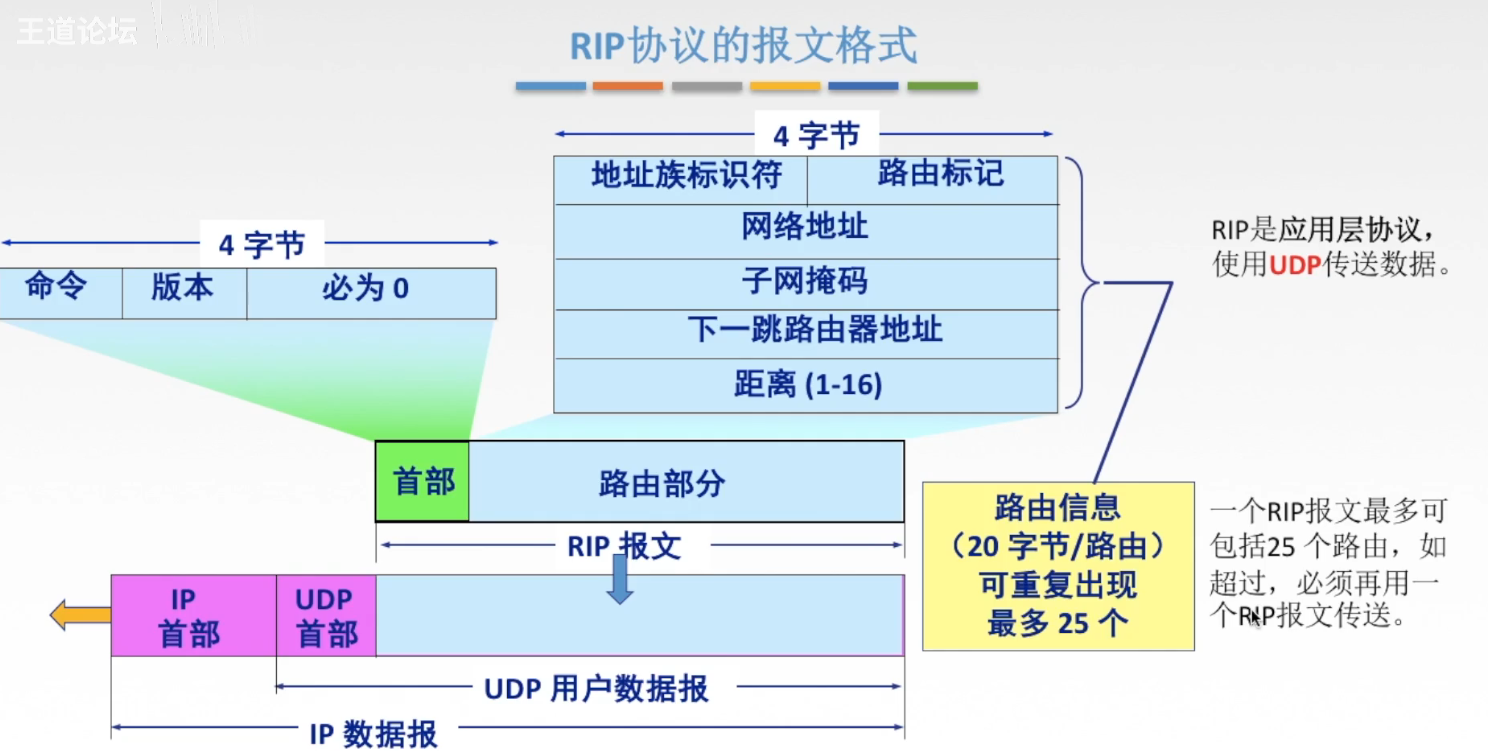 王道论坛
RIP协议的报文格式
4 字节
地址族标识符 路由标记
网络地址
子网掩码
下一跳路由器地址
距离 (1-16)
4 字节
命令 版本 必为 0
RIP是应用层协议，
使用UDP传送数据。
首部 路由部分
RIP 报文
路由信息
（20 字节/路由）
可重复出现
最多 25 个
一个RIP报文最多可
包括25 个路由，如
超过，必须再用一
个RIP报文传送。
IP
首部
UDP
首部
UDP 用户数据报
IP 数据报